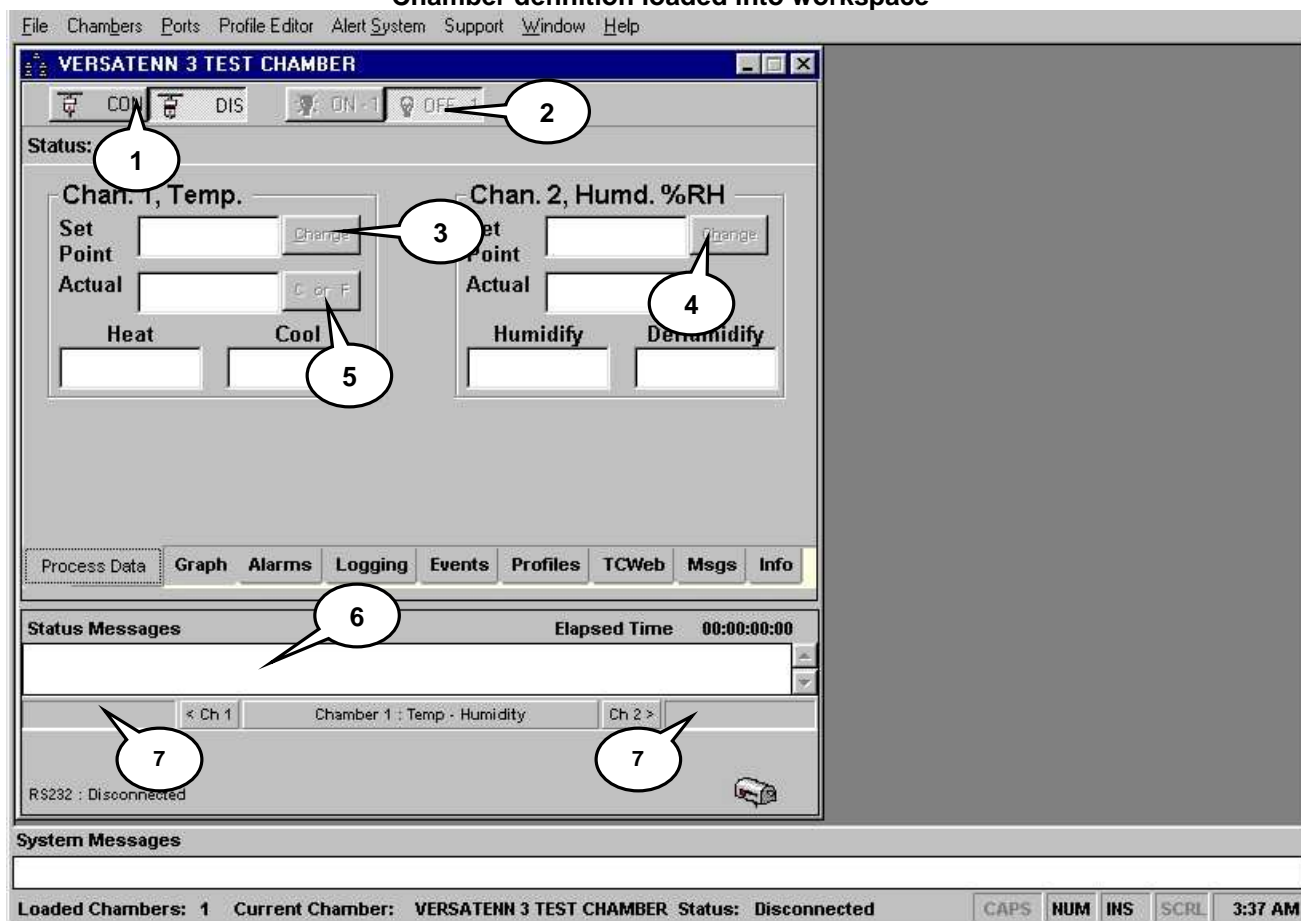 Chamber definition loaded into workspace
File Chambers Ports Profile Editor Alert System Support Window Help
VERSATENN 3 TEST CHAMBER
CON DIS ON - 1 OFF - 1
2
Status:
1
Chan. 1, Temp. Chan. 2, Humd. %RH
Set Point Change 3 Set Point Change
Actual C or F Actual
4
Heat Cool Humidify Dehumidify
5
Process Data Graph Alarms Logging Events Profiles TCWeb Msgs Info
6
Status Messages Elapsed Time 00:00:00:00
< Ch 1 Chamber 1 : Temp - Humidity Ch 2 >
7 7
RS232 : Disconnected
System Messages
Loaded Chambers: 1 Current Chamber: VERSATENN 3 TEST CHAMBER Status: Disconnected CAPS NUM INS SCRL 3:37 AM